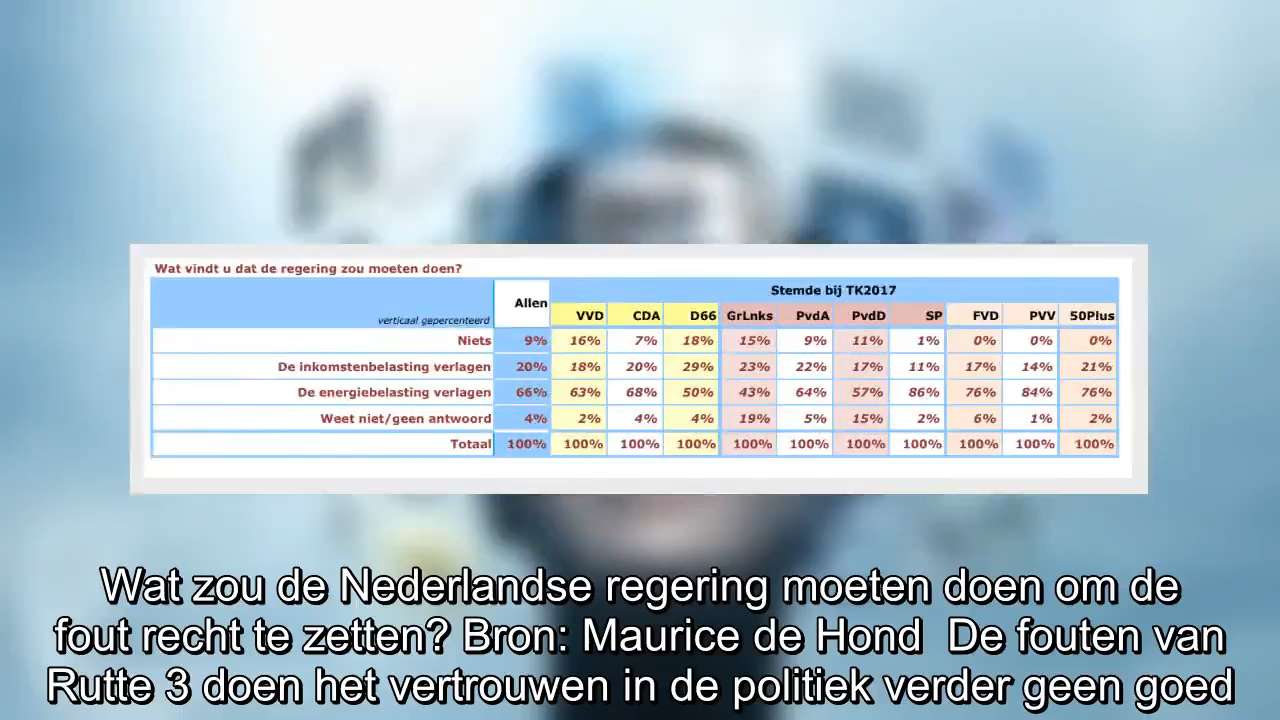 Wat vindt u dat de regering zou moeten doen?
Stemde bij TK2017
Allen
verticaal gepercenteerd VVD CDA D66 GrLnks PvdA PvdD SP FVD PVV 50Plus
Niets 9% 16% 7% 18% 15% 9% 11% 1% 0% 0% 0%
De inkomstenbelasting verlagen 20% 18% 20% 29% 23% 22% 17% 11% 17% 14% 21%
De energiebelasting verlagen 66% 63% 68% 50% 43% 64% 57% 86% 76% 84% 76%
Weet niet/geen antwoord 4% 2% 4% 4% 19% 5% 15% 2% 6% 1% 2%
Totaal 100% 100% 100% 100% 100% 100% 100% 100% 100% 100% 100%
Wat zou de Nederlandse regering moeten doen om de
fout recht te zetten? Bron: Maurice de Hond De fouten van
Rutte 3 doen het vertrouwen in de politiek verder geen goed